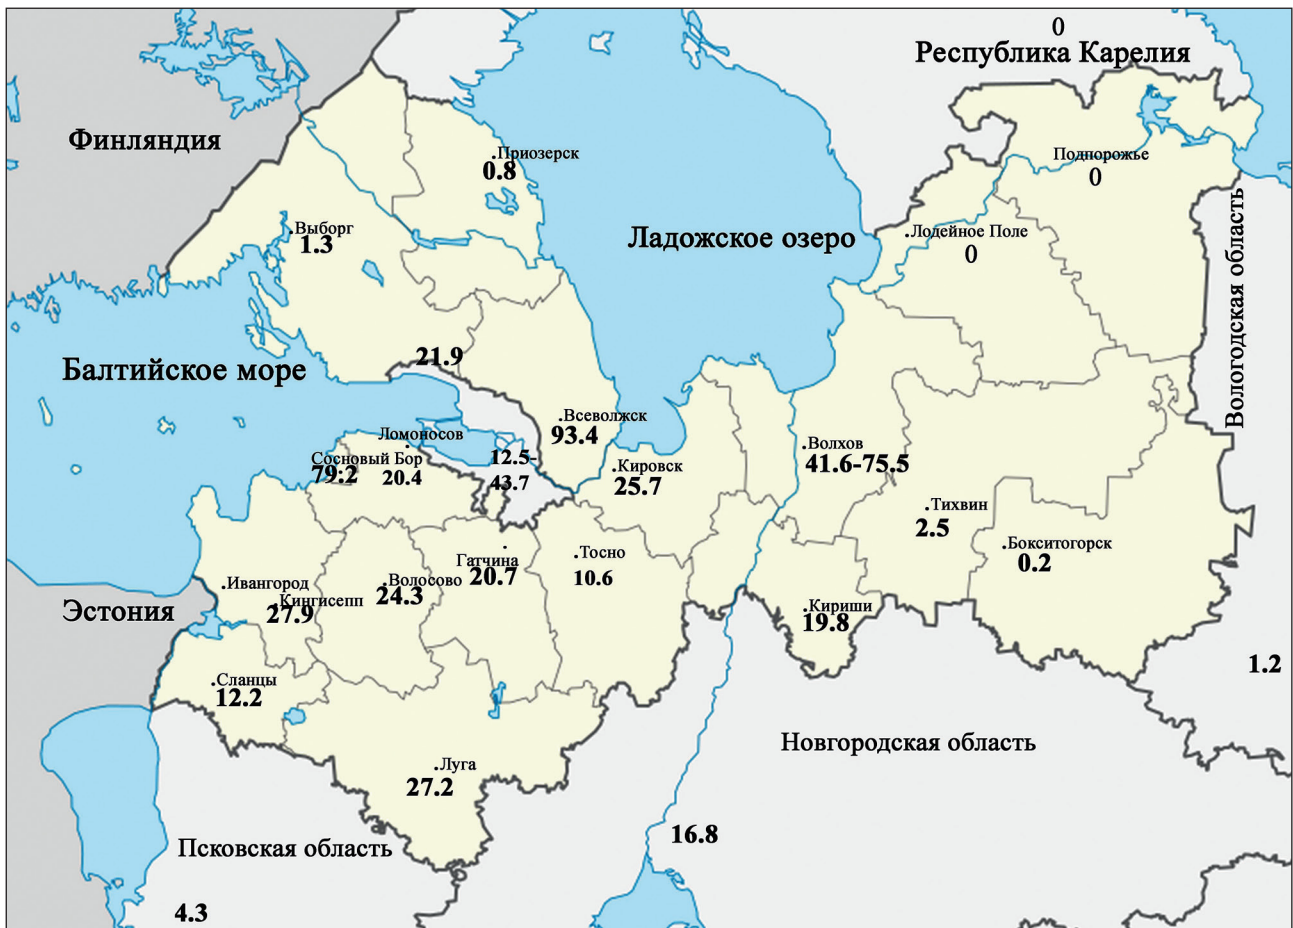 0
Республика Карелия
Финляндия
Приозерск
0.8
Подпорожье
0
Выборг
1.3
Ладожское озеро
Лодейное Поле
0
Вологодская область
21.9
Балтийское море
Всеволжск
93.4
Ломоносов
Сосновый Бор
79.2
20.4
12.5-
43.7
Кировск
25.7
Волхов
41.6-75.5
Тихвин
2.5
Бокситогорск
0.2
Гатчина
20.7
Тосно
10.6
Ивангород
Волосово
24.3
Кингисепп
27.9
Эстония
Кириши
19.8
1.2
Сланцы
12.2
Новгородская область
Луга
27.2
16.8
Псковская область
4.3